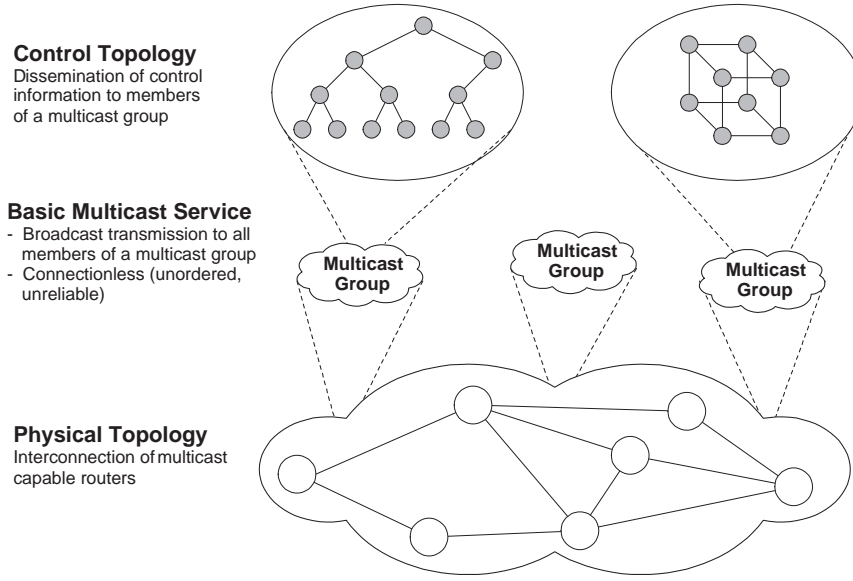 Control Topology
Dissemination of control
information to members
of a multicast group
Basic Multicast Service
- Broadcast transmission to all
members of a multicast group
- Connectionless (unordered,
unreliable)
Multicast
Group
Multicast
Group
Multicast
Group
Physical Topology
Interconnection of multicast
capable routers